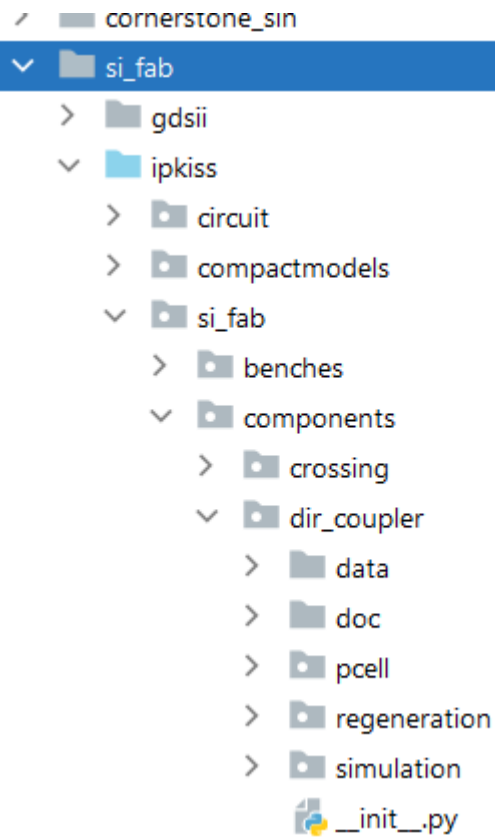 cornerstone_sin
si_fab
gdsii
ipkiss
circuit
compactmodels
si_fab
benches
components
crossing
dir_coupler
data
doc
pcell
regeneration
simulation
__init__.py